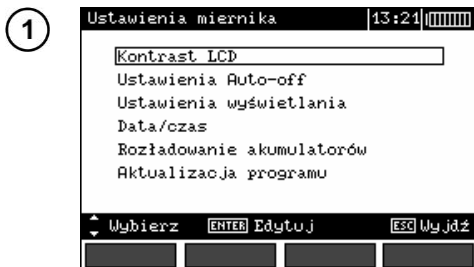 1
Ustawienia miernika 13:21
Kontrast LCD
Ustawienia Auto-off
Ustawienia wyświetlania
Data/czas
Rozładowanie akumulatorów
Aktualizacja programu
Wybierz ENTER Edytuj ESC Wyjdź